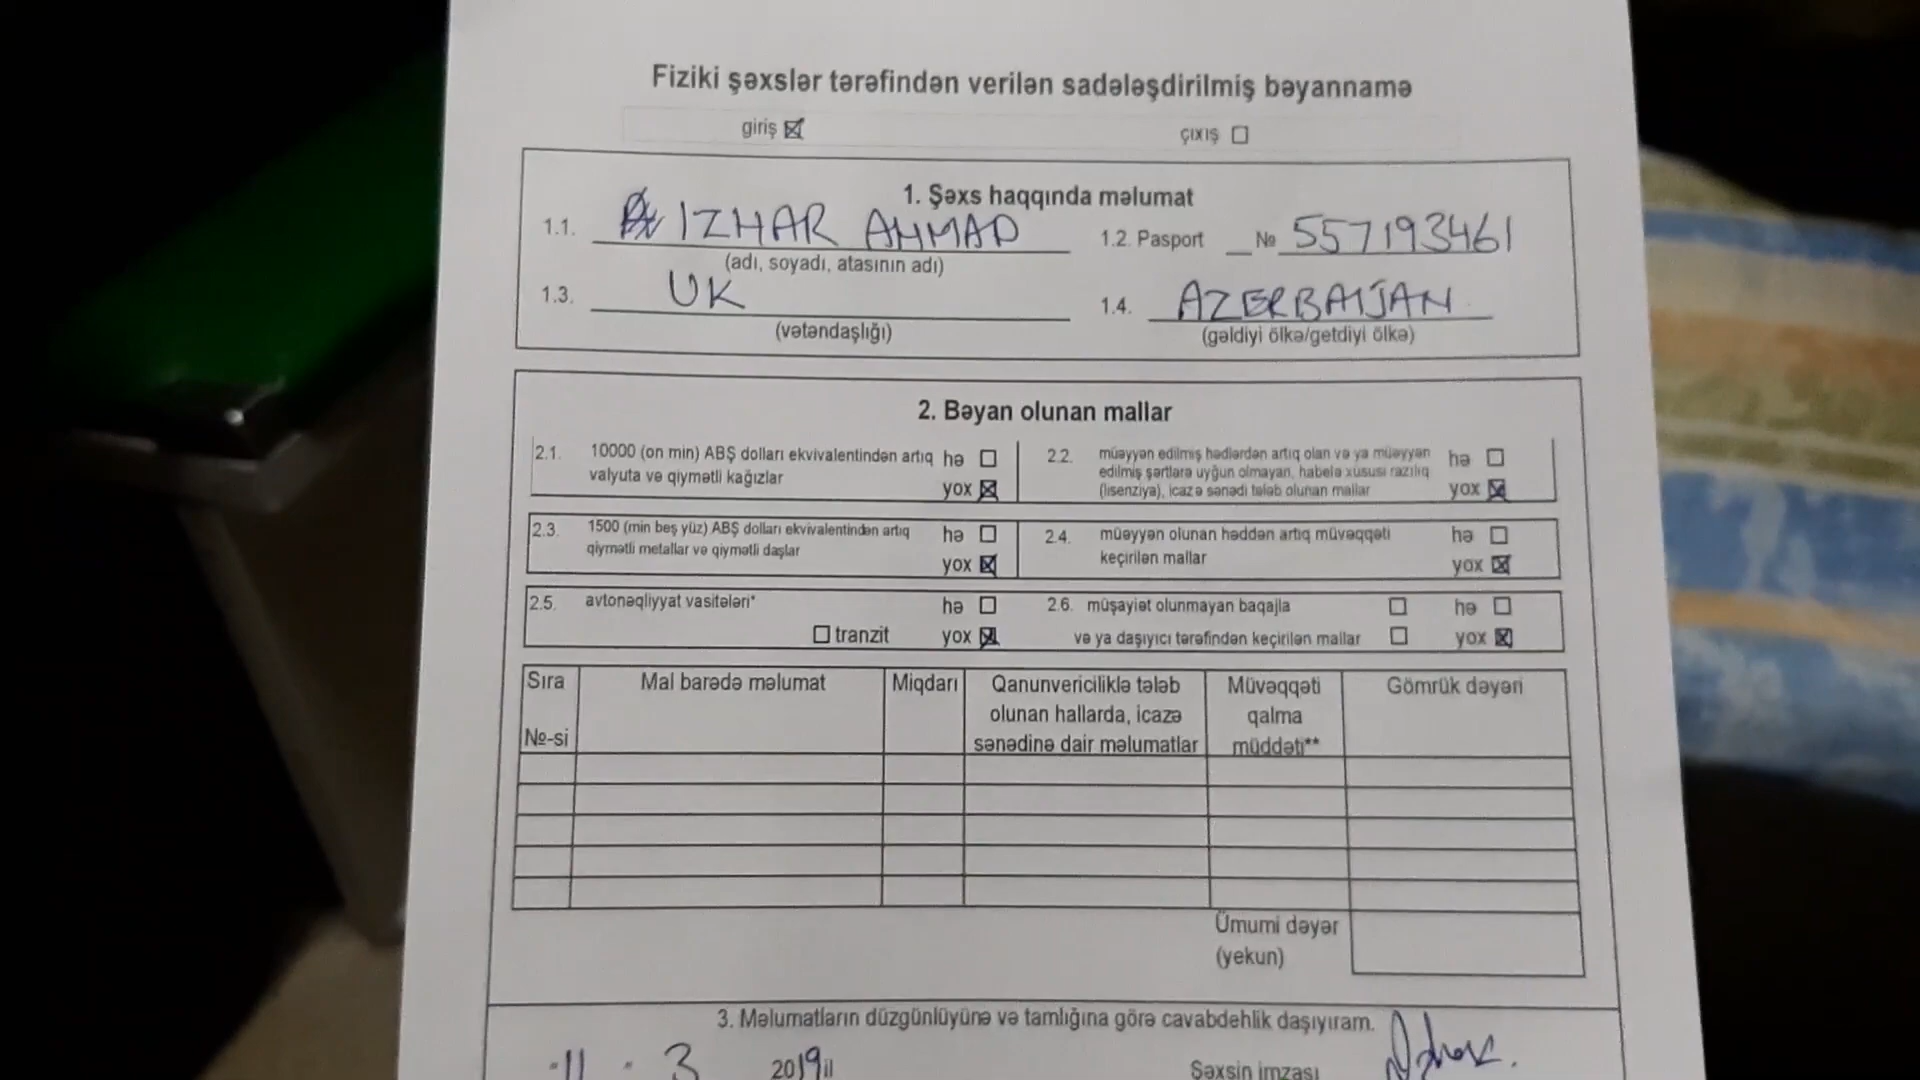 Fiziki şəxslər tərəfindən verilən sadələşdirilmiş bəyannamə
giriş ☒ çıxış ☐
1. Şəxs haqqında məlumat
1.1. IZHAR AHMAD 1.2. Pasport __ № 557193461
(adı, soyadı, atasının adı)
1.3. UK 1.4. AZERBAIJAN
(vətəndaşlığı) (gəldiyi ölkə/getdiyi ölkə)
2. Bəyan olunan mallar
2.1. 10000 (on min) ABŞ dolları ekvivalentindən artıq valyuta və qiymətli kağızlar hə ☐ yox ☒
2.2. müəyyən edilmiş hədlərdən artıq olan və ya müəyyən edilmiş şərtlərə uyğun olmayan, habelə xüsusi razılıq (lisenziya), icazə sənədi tələb olunan mallar hə ☐ yox ☒
2.3. 1500 (min beş yüz) ABŞ dolları ekvivalentindən artıq qiymətli metallar və qiymətli daşlar hə ☐ yox ☒
2.4. müəyyən olunan həddən artıq müvəqqəti keçirilən mallar hə ☐ yox ☒
2.5. avtonəqliyyat vasitələri* hə ☐
☐ tranzit yox ☒
2.6. müşayiət olunmayan baqajla ☐ hə ☐
və ya daşıyıcı tərəfindən keçirilən mallar ☐ yox ☒
Sıra №-si
Mal barədə məlumat
Miqdarı
Qanunvericiliklə tələb olunan hallarda, icazə sənədinə dair məlumatlar
Müvəqqəti qalma müddəti**
Gömrük dəyəri
Ümumi dəyər
(yekun)
3. Məlumatların düzgünlüyünə və tamlığına görə cavabdehlik daşıyıram.
-11 - 3 2019 il Şəxsin imzası